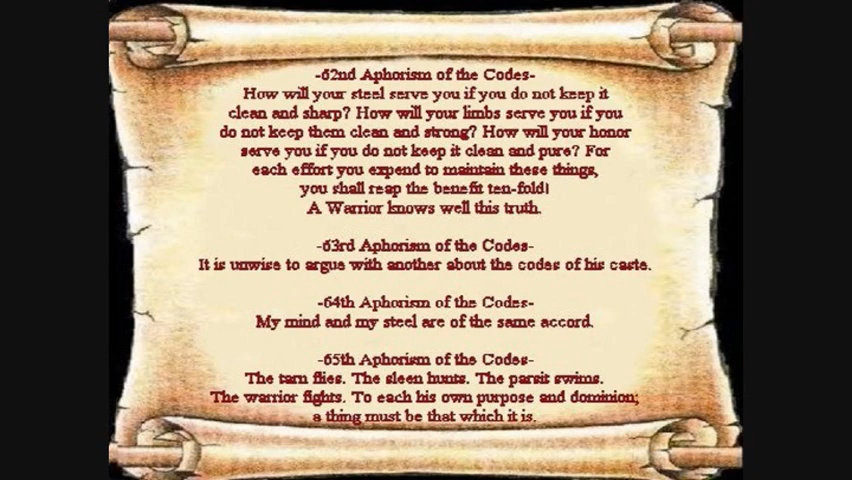 -62nd Aphorism of the Codes-
How will your steel serve you if you do not keep it
clean and sharp? How will your limbs serve you if you
do not keep them clean and strong? How will your honor
serve you if you do not keep it clean and pure? For
each effort you expend to maintain these things,
you shall reap the benefit ten-fold!
A Warrior knows well this truth.
-63rd Aphorism of the Codes-
It is unwise to argue with another about the codes of his caste.
-64th Aphorism of the Codes-
My mind and my steel are of the same accord.
-65th Aphorism of the Codes-
The tarn flies. The sleen hunts. The parsit swims.
The warrior fights. To each his own purpose and dominion;
a thing must be that which it is.